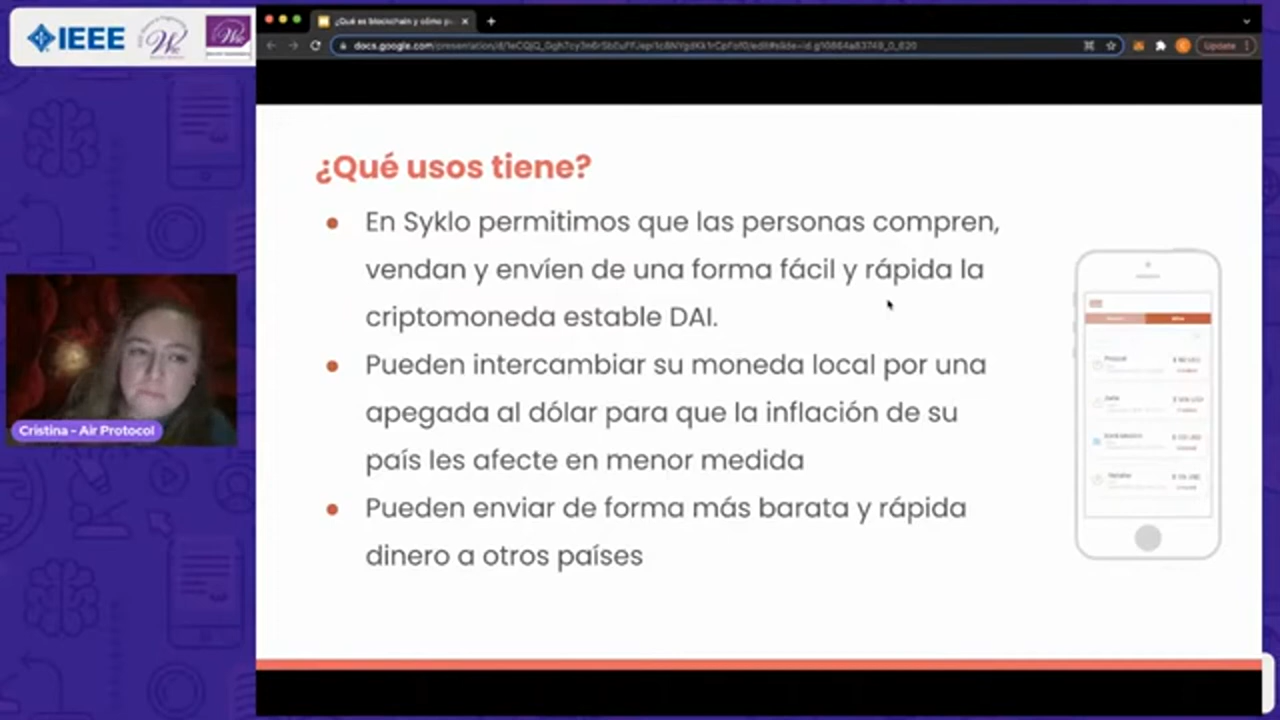 IEEE
Wie
¿Qué es blockchain y cómo p
docs.google.com
Update
¿Qué usos tiene?
En Syklo permitimos que las personas compren,
vendan y envíen de una forma fácil y rápida la
criptomoneda estable DAI.
Pueden intercambiar su moneda local por una
apegada al dólar para que la inflación de su
país les afecte en menor medida
Pueden enviar de forma más barata y rápida
dinero a otros países
Cristina - Air Protocol